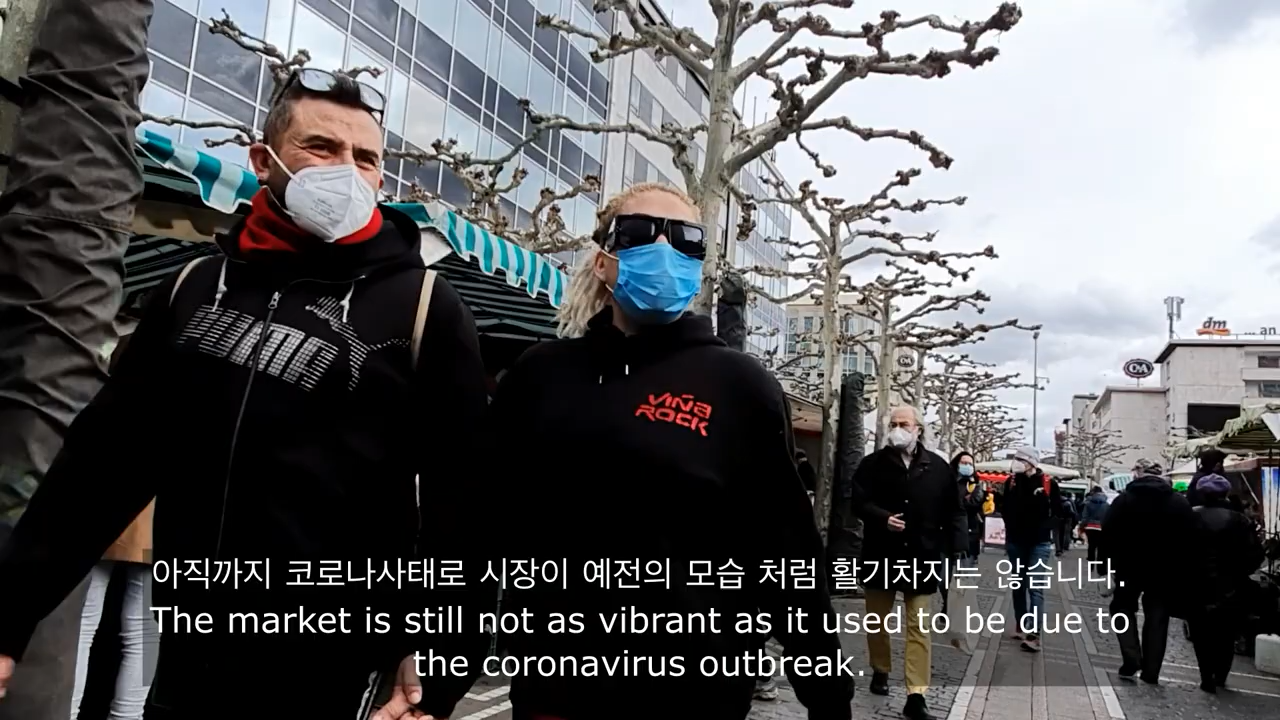 PUMA
VIÑA
ROCK
dm
C&A
아직까지 코로나사태로 시장이 예전의 모습 처럼 활기차지는 않습니다.
The market is still not as vibrant as it used to be due to
the coronavirus outbreak.